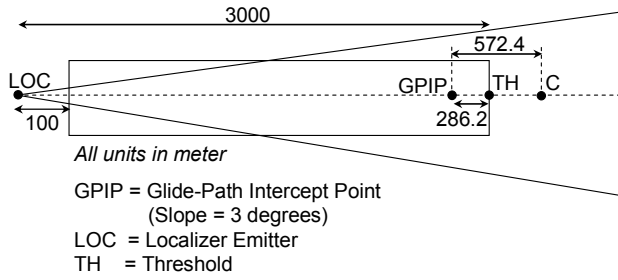 3000
572.4
LOC
GPIP
TH
C
100
286.2
All units in meter
GPIP = Glide-Path Intercept Point
(Slope = 3 degrees)
LOC = Localizer Emitter
TH = Threshold